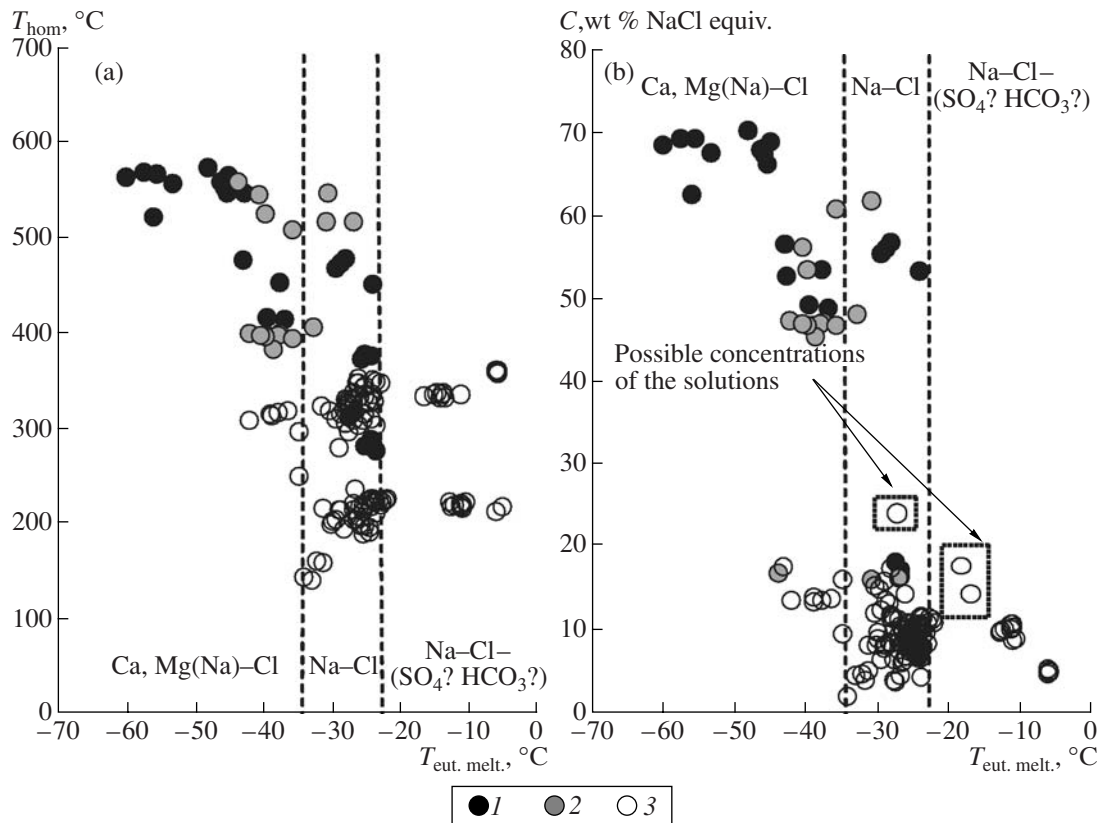 T_hom, °C
700
(a)
600
500
400
300
200
100
0
Ca, Mg(Na)–Cl
Na–Cl
Na–Cl–
(SO₄? HCO₃?)
–70 –60 –50 –40 –30 –20 –10 0
T_eut. melt., °C
C,wt % NaCl equiv.
80
(b)
Ca, Mg(Na)–Cl
Na–Cl
Na–Cl–
(SO₄? HCO₃?)
70
60
50
40
30
20
10
0
Possible concentrations
of the solutions
–70 –60 –50 –40 –30 –20 –10 0
T_eut. melt., °C
1 2 3